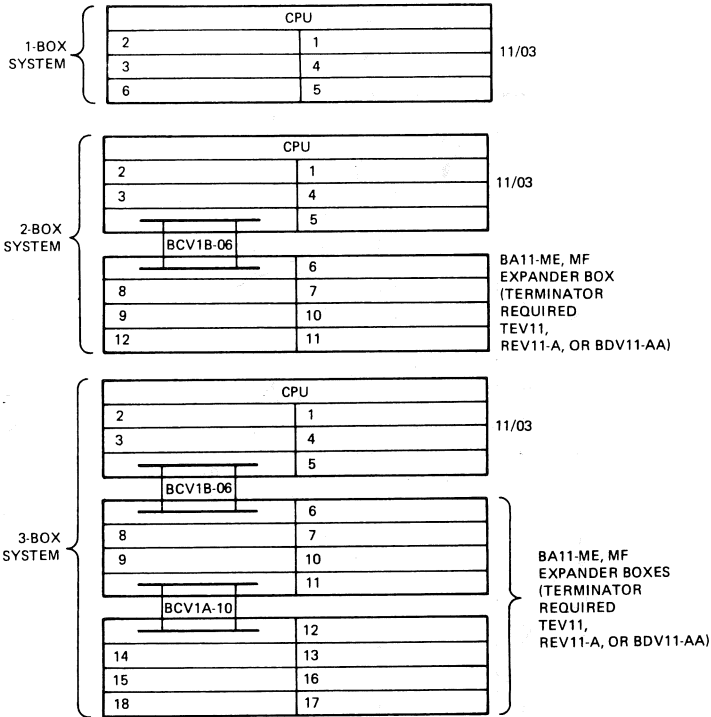 1-BOX
SYSTEM
CPU
2 1
3 4
6 5
11/03
2-BOX
SYSTEM
CPU
2 1
3 4
5
11/03
BCV1B-06
6
8 7
9 10
12 11
BA11-ME, MF
EXPANDER BOX
(TERMINATOR
REQUIRED
TEV11,
REV11-A, OR BDV11-AA)
3-BOX
SYSTEM
CPU
2 1
3 4
5
11/03
BCV1B-06
6
8 7
9 10
11
BCV1A-10
12
14 13
15 16
18 17
BA11-ME, MF
EXPANDER BOXES
(TERMINATOR
REQUIRED
TEV11,
REV11-A, OR BDV11-AA)